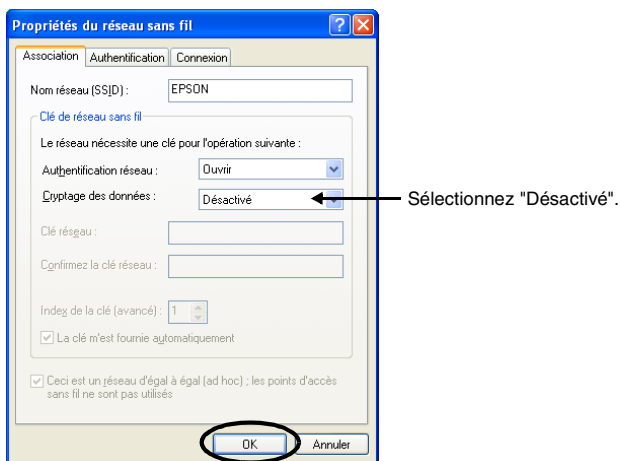 Propriétés du réseau sans fil
Association Authentification Connexion
Nom réseau (SSID) : EPSON
Clé de réseau sans fil
Le réseau nécessite une clé pour l'opération suivante :
Authentification réseau : Ouvrir
Cryptage des données : Désactivé
Sélectionnez "Désactivé".
Clé réseau :
Confirmez la clé réseau :
Index de la clé (avancé) : 1
La clé m'est fournie automatiquement
Ceci est un réseau d'égal à égal (ad hoc) ; les points d'accès
sans fil ne sont pas utilisés
OK Annuler